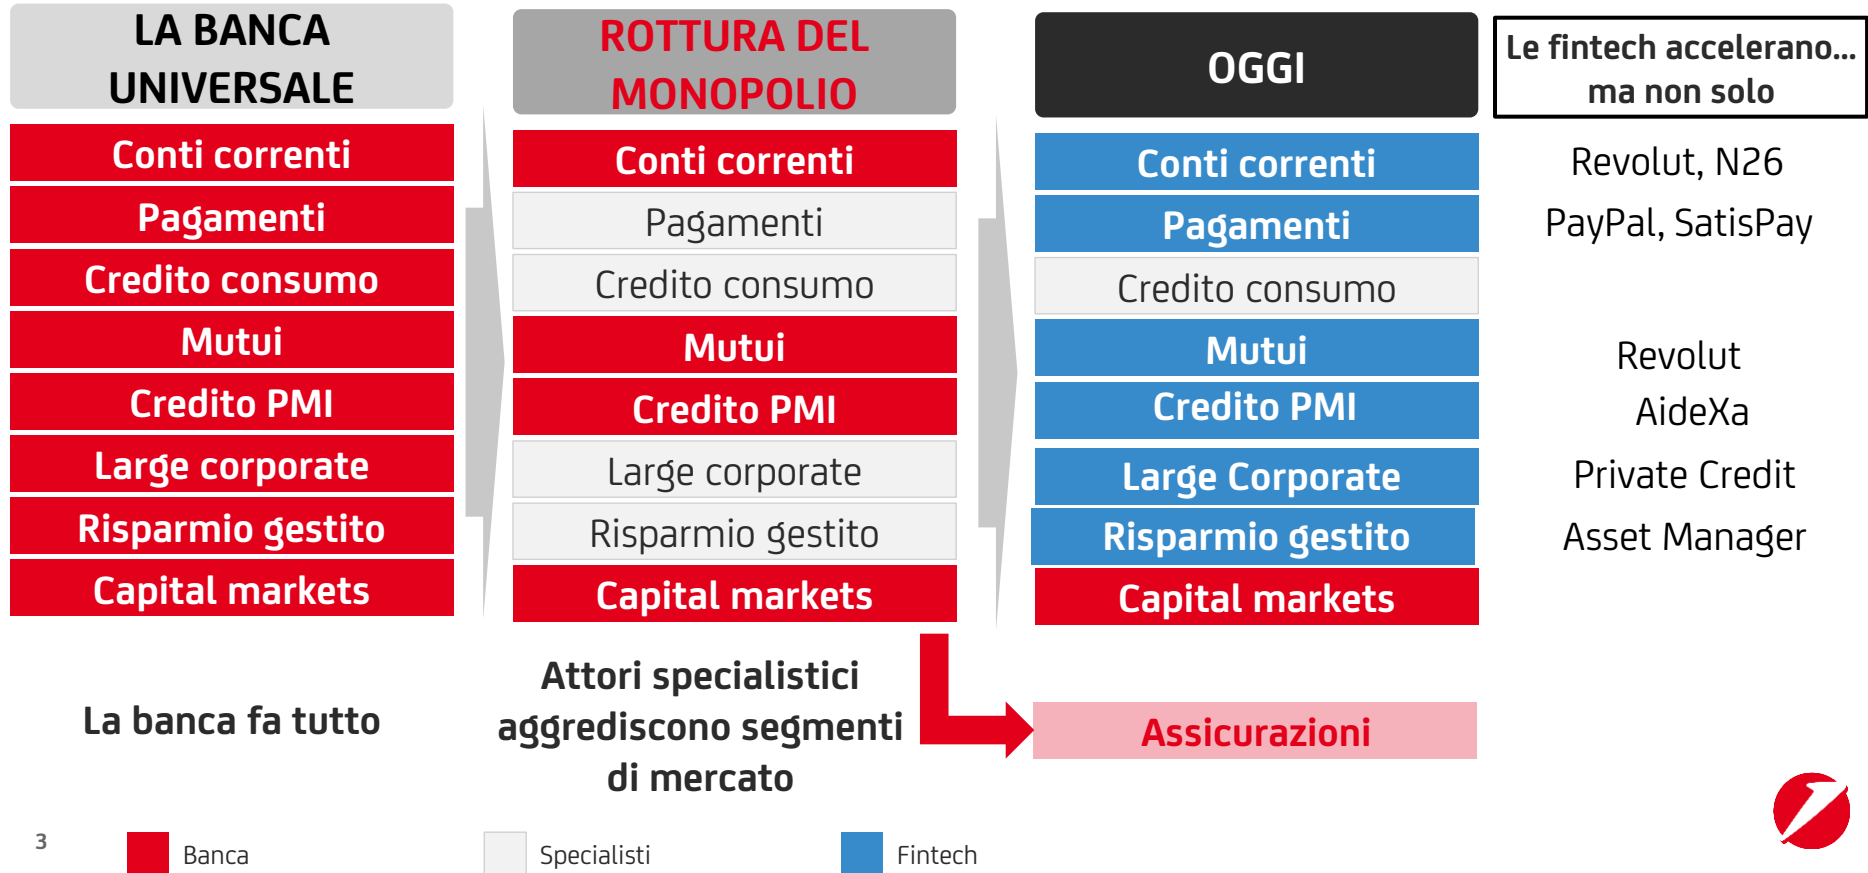 LA BANCA
UNIVERSALE
Conti correnti
Pagamenti
Credito consumo
Mutui
Credito PMI
Large corporate
Risparmio gestito
Capital markets
La banca fa tutto
ROTTURA DEL
MONOPOLIO
Conti correnti
Pagamenti
Credito consumo
Mutui
Credito PMI
Large corporate
Risparmio gestito
Capital markets
Attori specialistici
aggrediscono segmenti
di mercato
OGGI
Conti correnti
Pagamenti
Credito consumo
Mutui
Credito PMI
Large Corporate
Risparmio gestito
Capital markets
Assicurazioni
Le fintech accelerano...
ma non solo
Revolut, N26
PayPal, SatisPay
Revolut
AideXa
Private Credit
Asset Manager
3
Banca
Specialisti
Fintech